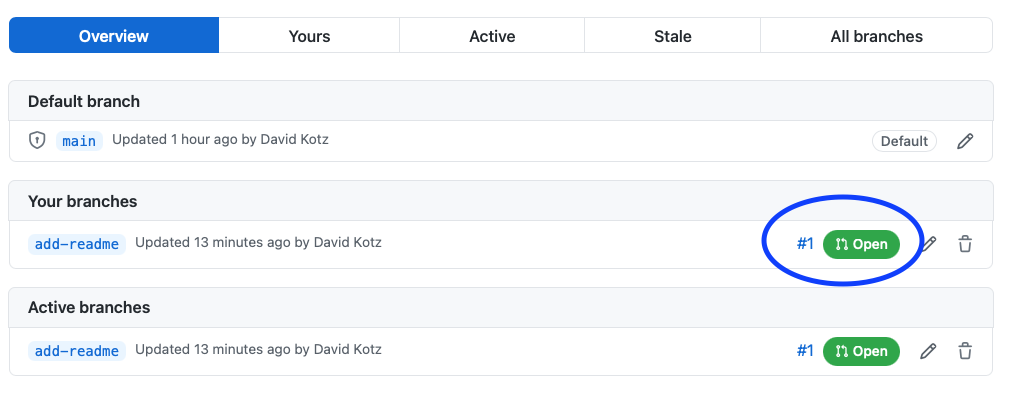 Overview Yours Active Stale All branches
Default branch
main Updated 1 hour ago by David Kotz Default
Your branches
add-readme Updated 13 minutes ago by David Kotz #1 Open
Active branches
add-readme Updated 13 minutes ago by David Kotz #1 Open